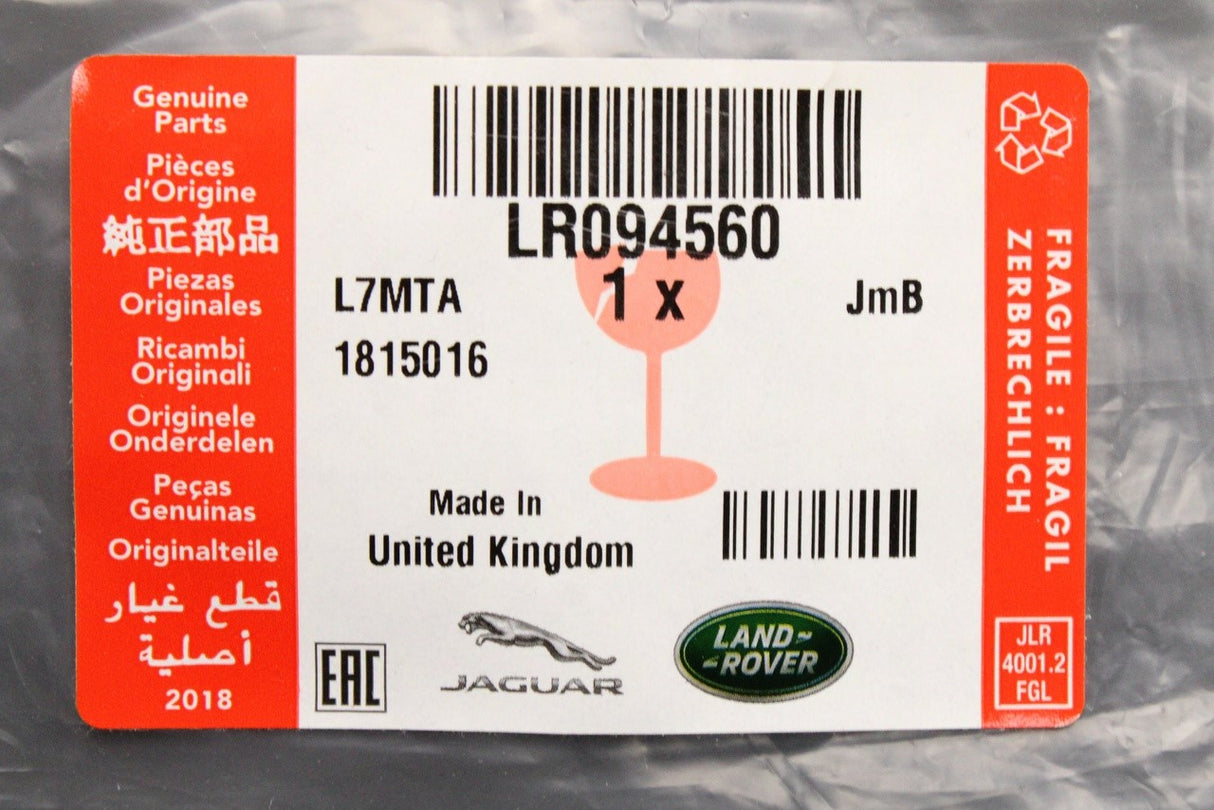 Genuine
Parts
Pièces
d'Origine
純正部品
Piezas
Originales
Ricambi
Originali
Originele
Onderdelen
Peças
Genuinas
Originalteile
قطع غيار
أصلية
2018
LR094560
1 x
L7MTA
JmB
1815016
Made In
United Kingdom
EAC
JAGUAR
LAND-
-ROVER
FRAGILE : FRAGIL
ZERBRECHLICH
JLR
4001.2
FGL